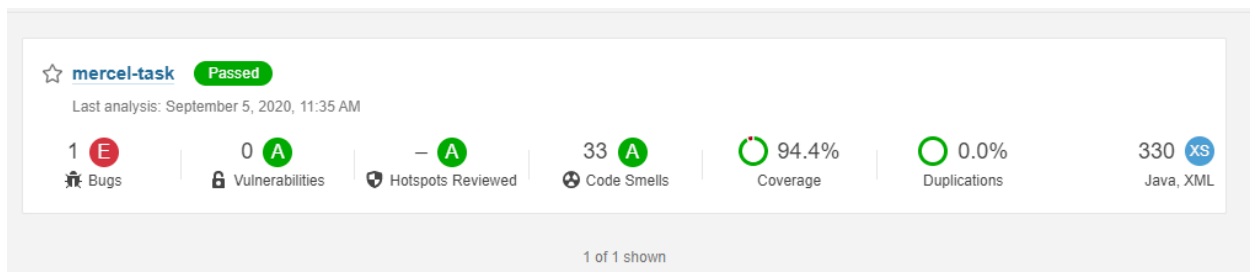 mercel-task Passed
Last analysis: September 5, 2020, 11:35 AM
1 E 0 A – A 33 A 94.4% 0.0% 330 XS
Bugs Vulnerabilities Hotspots Reviewed Code Smells Coverage Duplications Java, XML
1 of 1 shown